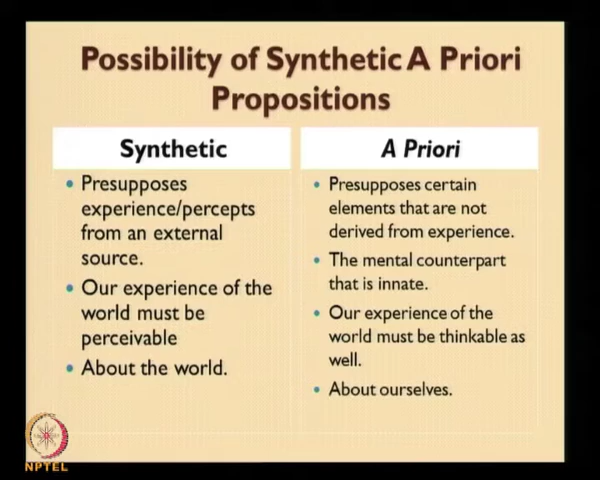 Possibility of Synthetic A Priori
Propositions
Synthetic
• Presupposes
experience/percepts
from an external
source.
• Our experience of the
world must be
perceivable
• About the world.
A Priori
• Presupposes certain
elements that are not
derived from experience.
• The mental counterpart
that is innate.
• Our experience of the
world must be thinkable as
well.
• About ourselves.
NPTEL